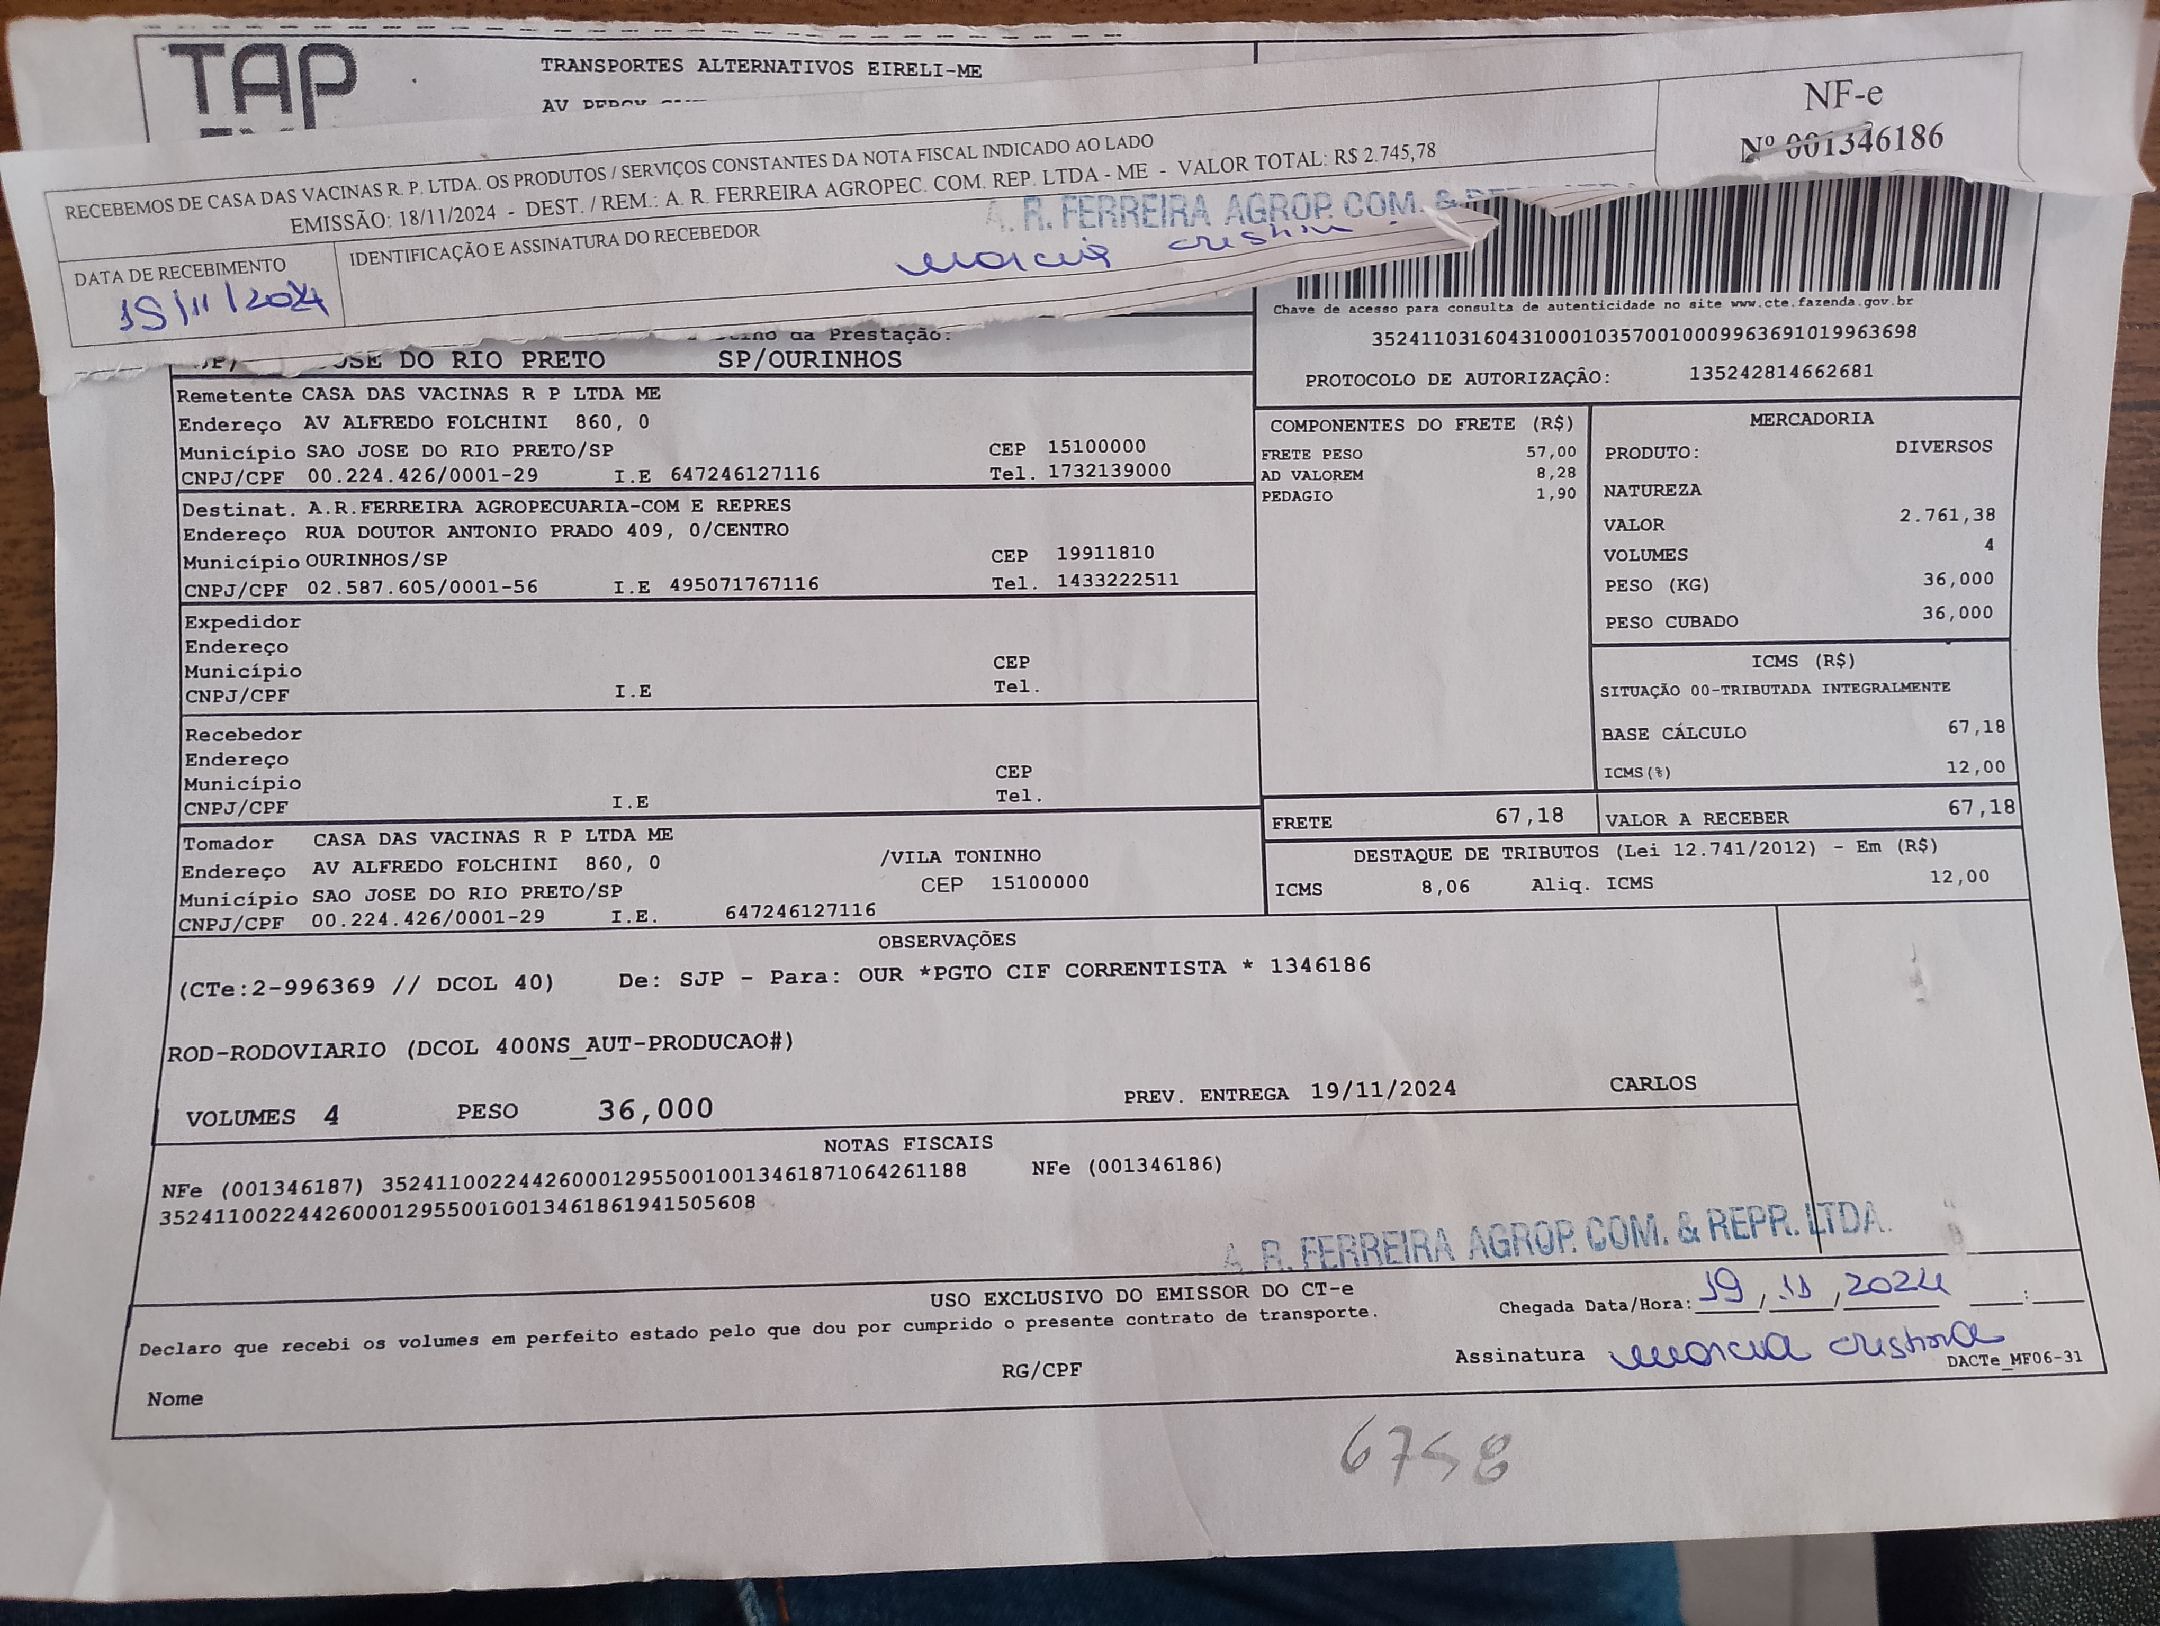 TAP
TRANSPORTES ALTERNATIVOS EIRELI-ME
AV PERCY
RECEBEMOS DE CASA DAS VACINAS R. P. LTDA. OS PRODUTOS / SERVIÇOS CONSTANTES DA NOTA FISCAL INDICADO AO LADO
EMISSÃO: 18/11/2024 - DEST. / REM.: A. R. FERREIRA AGROPEC. COM. REP. LTDA - ME - VALOR TOTAL: R$ 2.745,78
NF-e
Nº 001346186
DATA DE RECEBIMENTO
19/11/2024
IDENTIFICAÇÃO E ASSINATURA DO RECEBEDOR
A. R. FERREIRA AGROP. COM. &
marcia
Chave de acesso para consulta de autenticidade no site www.cte.fazenda.gov.br
35241103160431000103570010009963691019963698
PROTOCOLO DE AUTORIZAÇÃO: 135242814662681
da Prestação:
JOSE DO RIO PRETO SP/OURINHOS
Remetente CASA DAS VACINAS R P LTDA ME
Endereço AV ALFREDO FOLCHINI 860, 0
Município SAO JOSE DO RIO PRETO/SP CEP 15100000
CNPJ/CPF 00.224.426/0001-29 I.E 647246127116 Tel. 1732139000
Destinat. A.R.FERREIRA AGROPECUARIA-COM E REPRES
Endereço RUA DOUTOR ANTONIO PRADO 409, 0/CENTRO
Município OURINHOS/SP CEP 19911810
CNPJ/CPF 02.587.605/0001-56 I.E 495071767116 Tel. 1433222511
Expedidor
Endereço
Município CEP
CNPJ/CPF I.E Tel.
Recebedor
Endereço
Município CEP
CNPJ/CPF I.E Tel.
Tomador CASA DAS VACINAS R P LTDA ME
Endereço AV ALFREDO FOLCHINI 860, 0 /VILA TONINHO
Município SAO JOSE DO RIO PRETO/SP CEP 15100000
CNPJ/CPF 00.224.426/0001-29 I.E. 647246127116
COMPONENTES DO FRETE (R$)
FRETE PESO 57,00
AD VALOREM 8,28
PEDAGIO 1,90
MERCADORIA
PRODUTO: DIVERSOS
NATUREZA
VALOR 2.761,38
VOLUMES 4
PESO (KG) 36,000
PESO CUBADO 36,000
ICMS (R$)
SITUAÇÃO 00-TRIBUTADA INTEGRALMENTE
BASE CÁLCULO 67,18
ICMS(%) 12,00
FRETE 67,18 VALOR A RECEBER 67,18
DESTAQUE DE TRIBUTOS (Lei 12.741/2012) - Em (R$)
ICMS 8,06 Aliq. ICMS 12,00
OBSERVAÇÕES
(CTe:2-996369 // DCOL 40) De: SJP - Para: OUR *PGTO CIF CORRENTISTA * 1346186
ROD-RODOVIARIO (DCOL 400NS_AUT-PRODUCAO#)
VOLUMES 4 PESO 36,000 PREV. ENTREGA 19/11/2024 CARLOS
NOTAS FISCAIS
NFe (001346187) 35241100224426000129550010013461871064261188 NFe (001346186)
35241100224426000129550010013461861941505608
A. R. FERREIRA AGROP. COM. & REPR. LTDA.
USO EXCLUSIVO DO EMISSOR DO CT-e
Declaro que recebi os volumes em perfeito estado pelo que dou por cumprido o presente contrato de transporte.
Chegada Data/Hora: 19/11/2024 :
Nome RG/CPF Assinatura marcia cristina
DACTe_MF06-31
6758